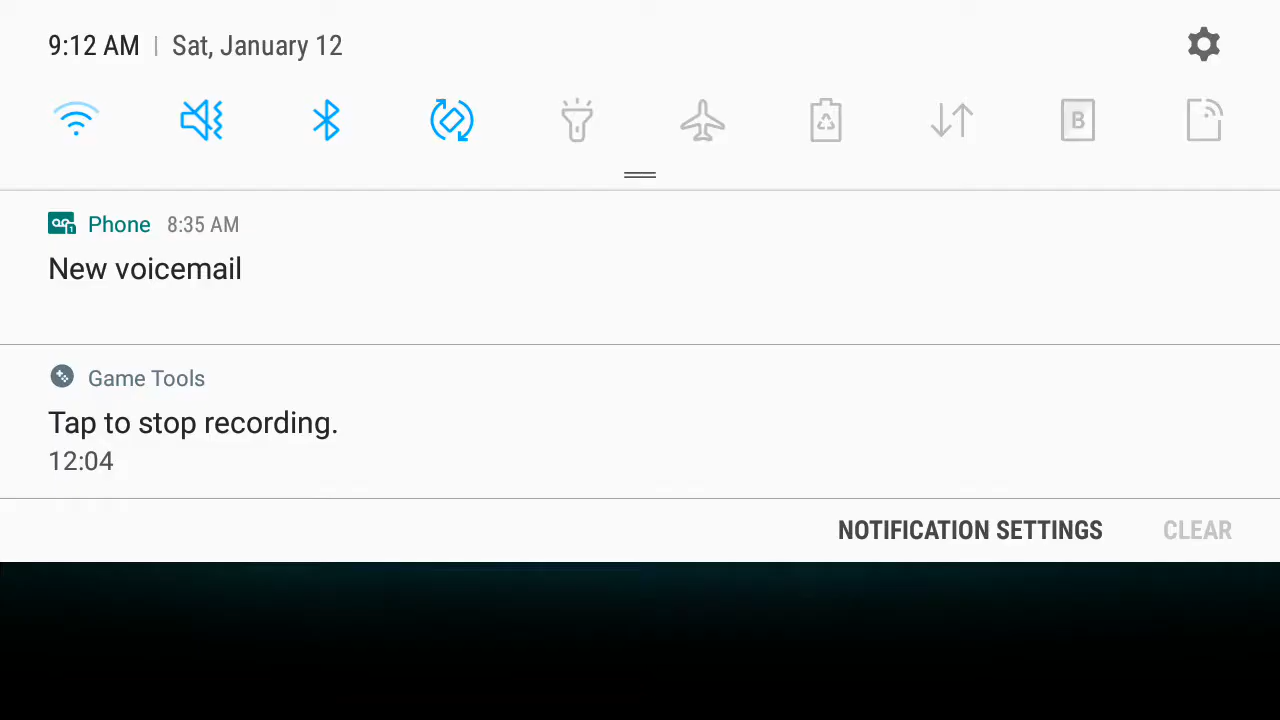 9:12 AM | Sat, January 12
B
Phone 8:35 AM
New voicemail
Game Tools
Tap to stop recording.
12:04
NOTIFICATION SETTINGS CLEAR